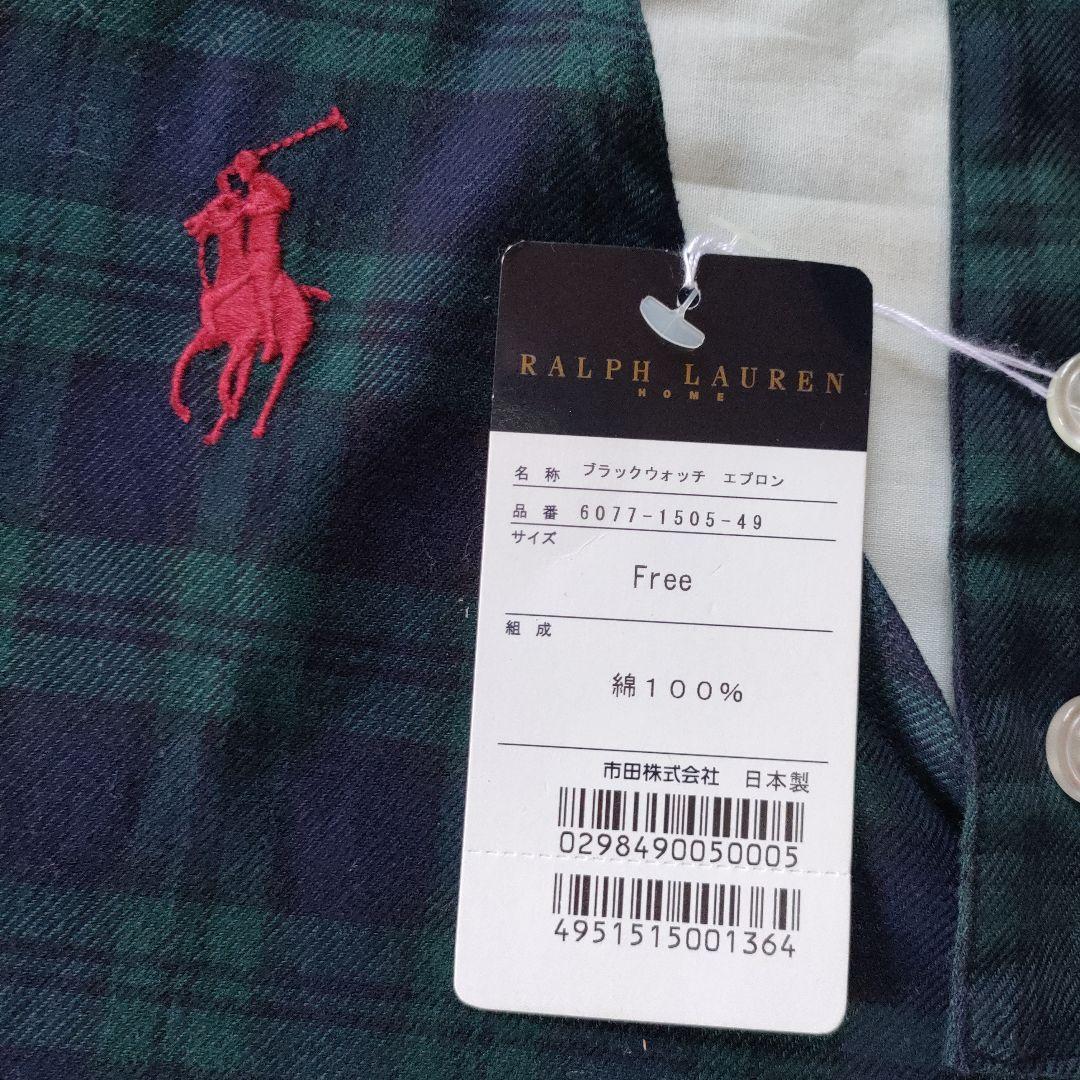 RALPH LAUREN
HOME
名 称 ブラックウォッチ エプロン
品 番 6077-1505-49
サイズ
Free
組 成
綿100%
市田株式会社 日本製
0298490050005
4951515001364